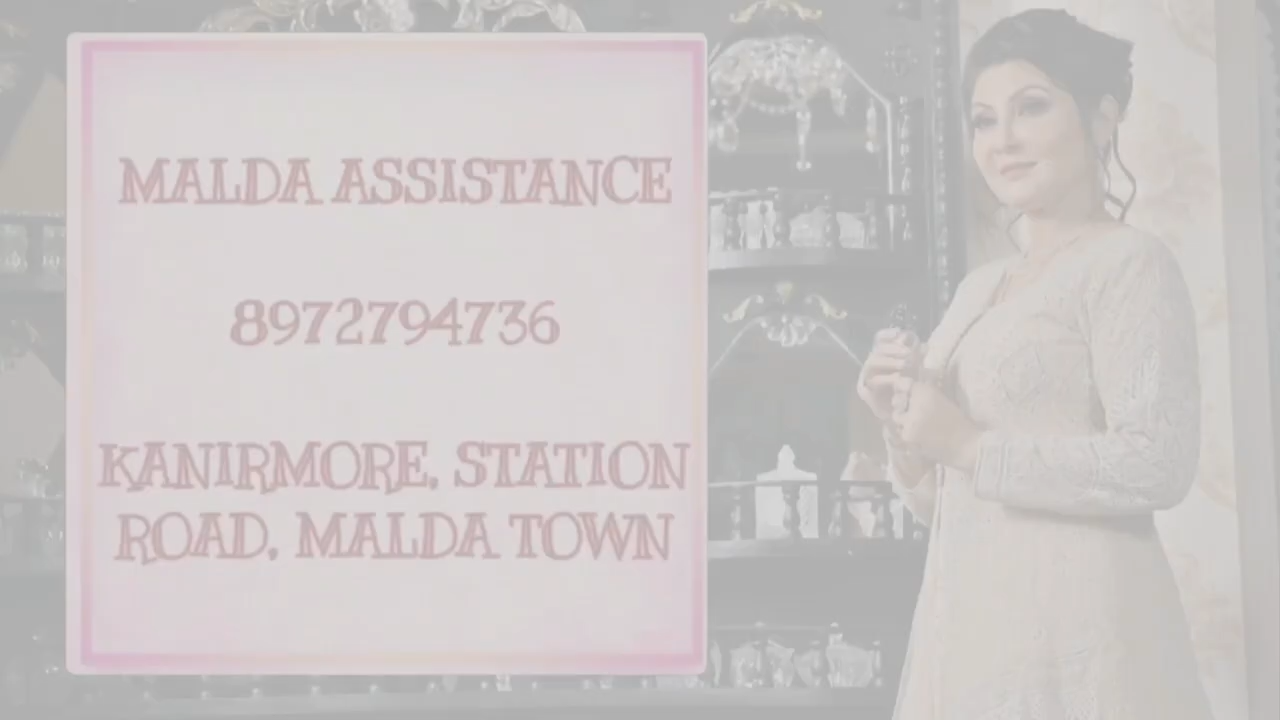 MALDA ASSISTANCE
8972794736
KANIRMORE, STATION
ROAD, MALDA TOWN